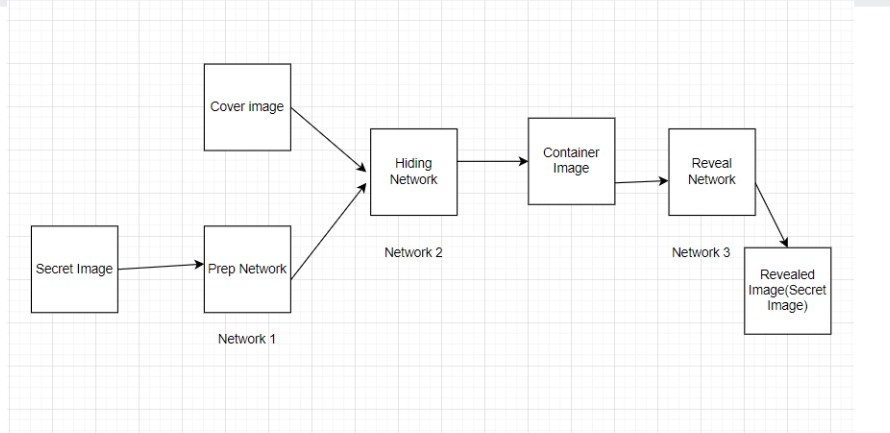 Cover image
Hiding
Network
Container
Image
Reveal
Network
Network 2
Network 3
Secret Image
Prep Network
Revealed
Image(Secret
Image)
Network 1